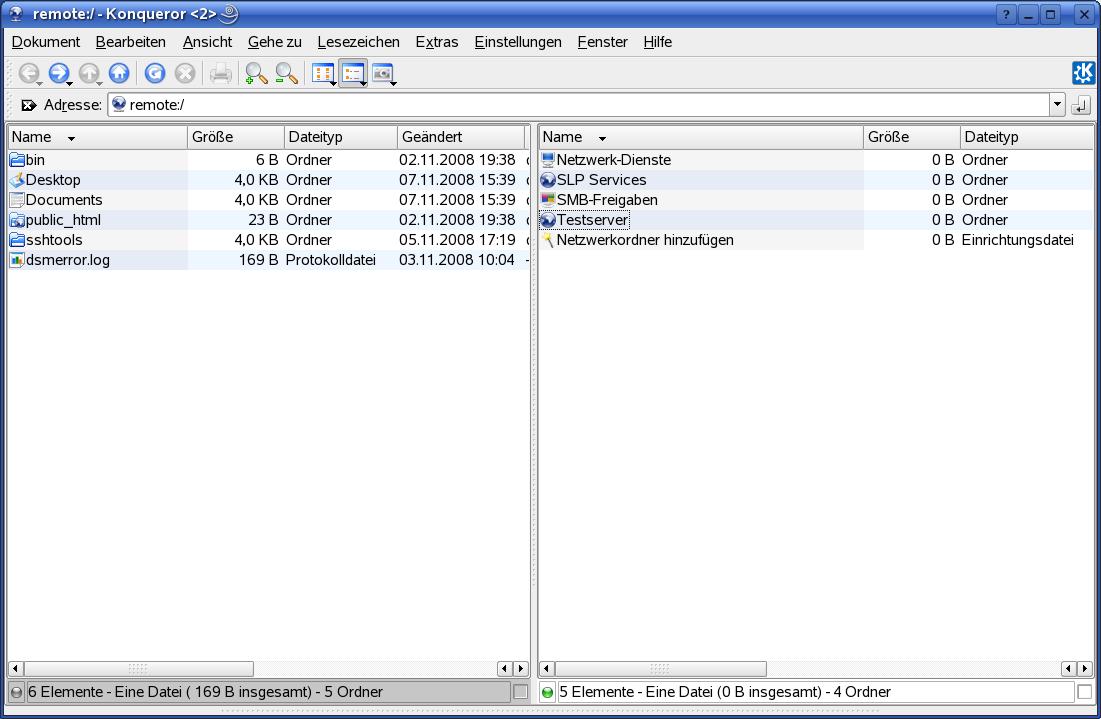 remote:/ - Konqueror <2>
Dokument Bearbeiten Ansicht Gehe zu Lesezeichen Extras Einstellungen Fenster Hilfe
Adresse: remote:/
Name Größe Dateityp Geändert
bin 6 B Ordner 02.11.2008 19:38
Desktop 4,0 KB Ordner 07.11.2008 15:39
Documents 4,0 KB Ordner 07.11.2008 15:39
public_html 23 B Ordner 02.11.2008 19:38
sshtools 4,0 KB Ordner 05.11.2008 17:19
dsmerror.log 169 B Protokolldatei 03.11.2008 10:04 -
6 Elemente - Eine Datei ( 169 B insgesamt) - 5 Ordner
Name Größe Dateityp
Netzwerk-Dienste 0 B Ordner
SLP Services 0 B Ordner
SMB-Freigaben 0 B Ordner
Testserver 0 B Ordner
Netzwerkordner hinzufügen 0 B Einrichtungsdatei
5 Elemente - Eine Datei (0 B insgesamt) - 4 Ordner